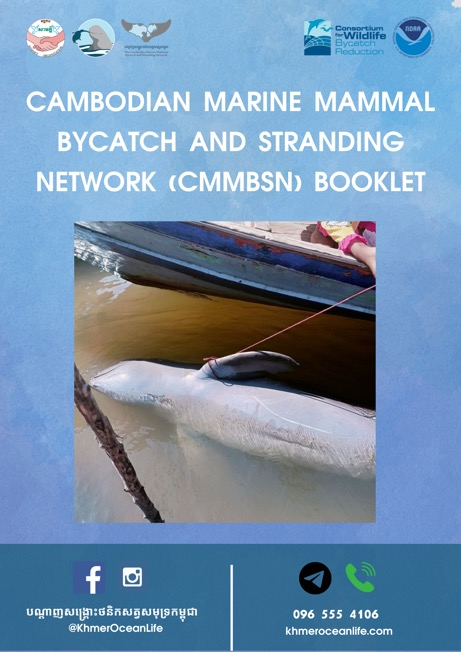 Consortium
for Wildlife
Bycatch
Reduction
NOAA
CAMBODIAN MARINE MAMMAL
BYCATCH AND STRANDING
NETWORK (CMMBSN) BOOKLET
បណ្តាញសង្គ្រោះថនិកសត្វសមុទ្រកម្ពុជា
@KhmerOceanLife
096 555 4106
khmeroceanlife.com